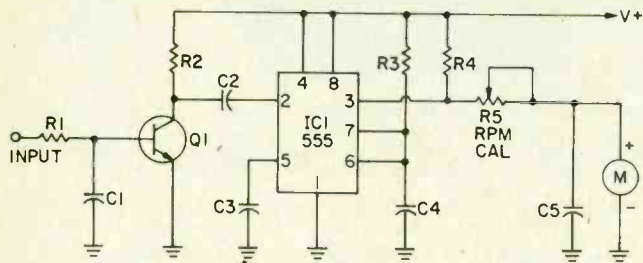 V+
R2
R3
R4
C2
4 8
R1
2
3
INPUT
Q1
IC1
555
7
R5
RPM
CAL
+
M
-
5
6
1
C1
C3
C4
C5